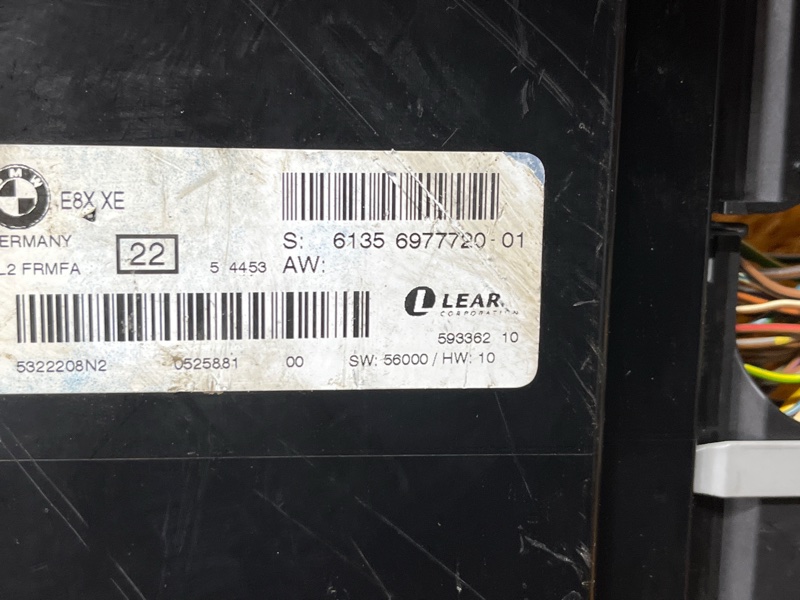 BMW
E8X XE
S: 6135 6977720-01
ERMANY
22
L2 FRMFA
5 4453
AW:
LEAR
CORPORATION
593362 10
5322208N2
0525881
00
SW: 56000 / HW: 10